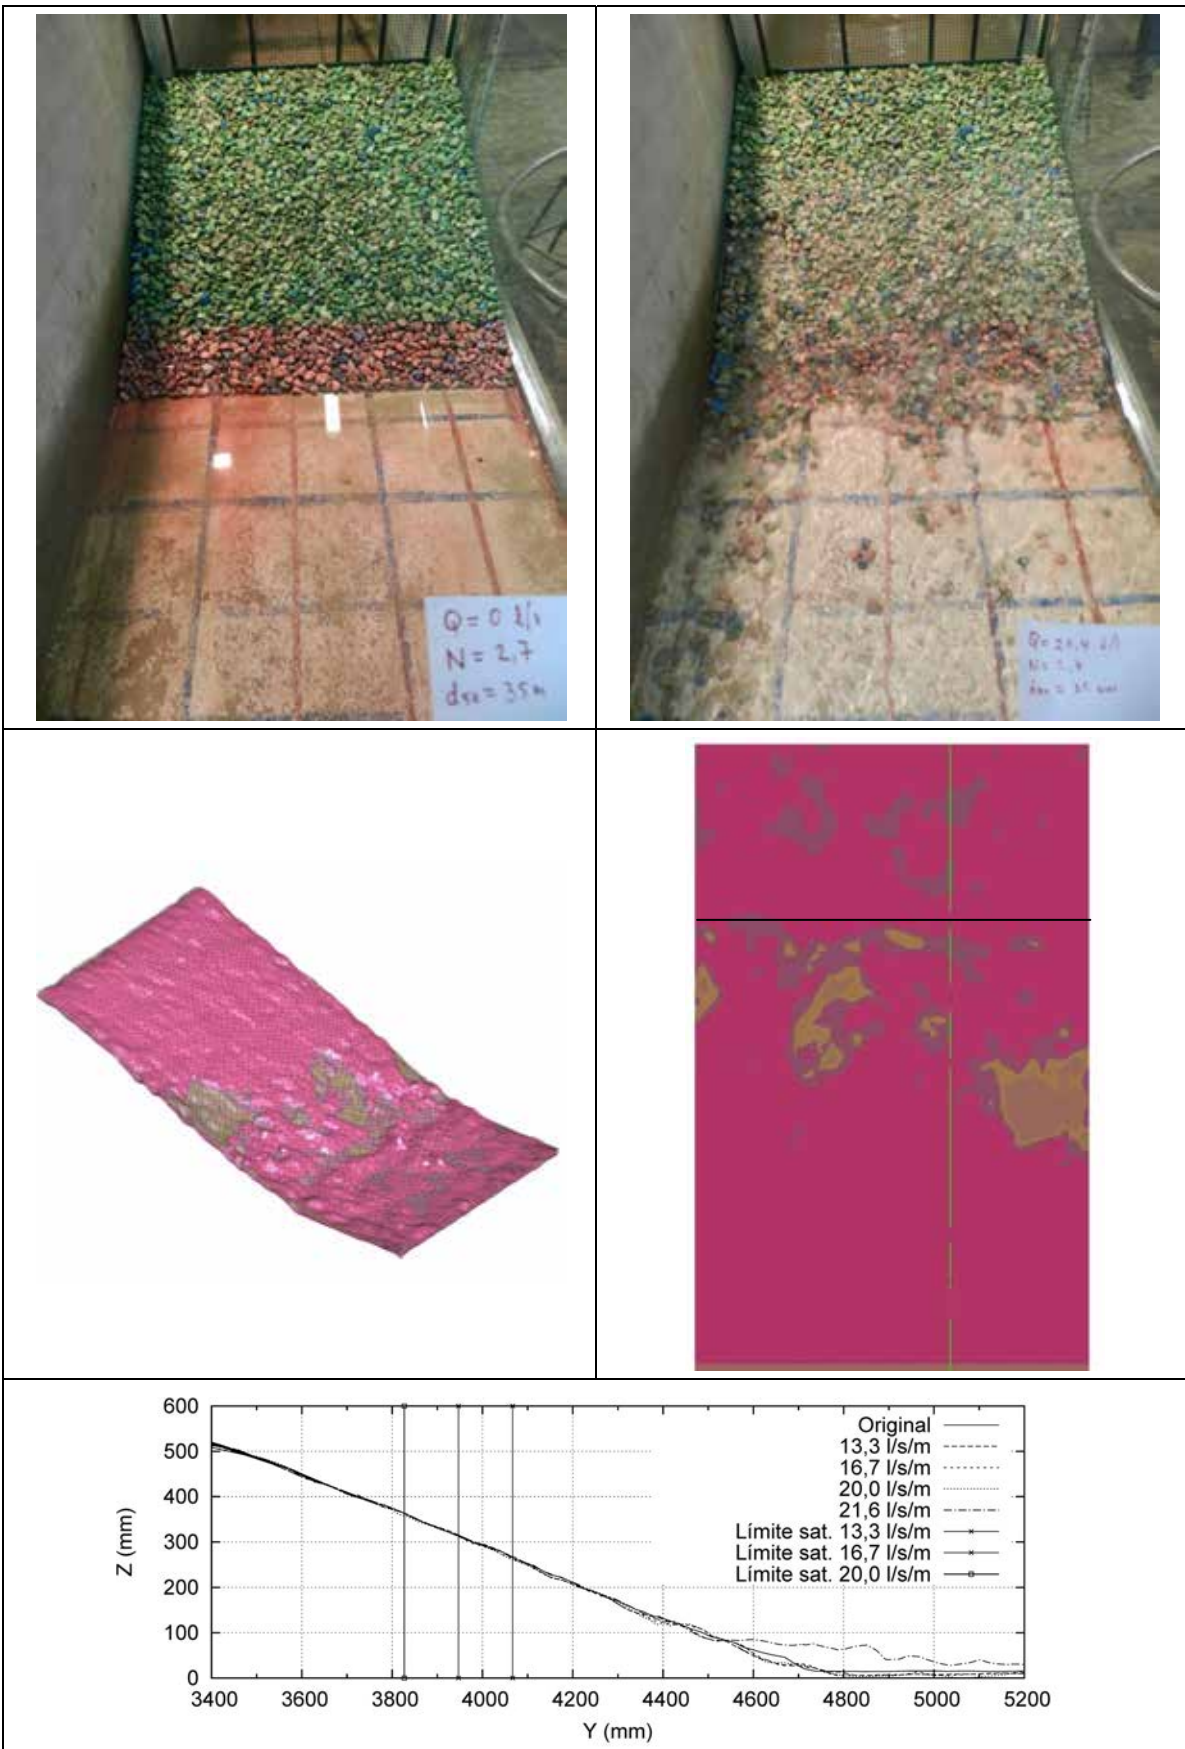 Q = 0 l/s
N = 2,7
d50 = 35 m
600
500
400
300
200
100
0
Z (mm)
3400
3600
3800
4000
4200
4400
4600
4800
5000
5200
Y (mm)
Original
13,3 l/s/m
16,7 l/s/m
20,0 l/s/m
21,6 l/s/m
Límite sat. 13,3 l/s/m
Límite sat. 16,7 l/s/m
Límite sat. 20,0 l/s/m